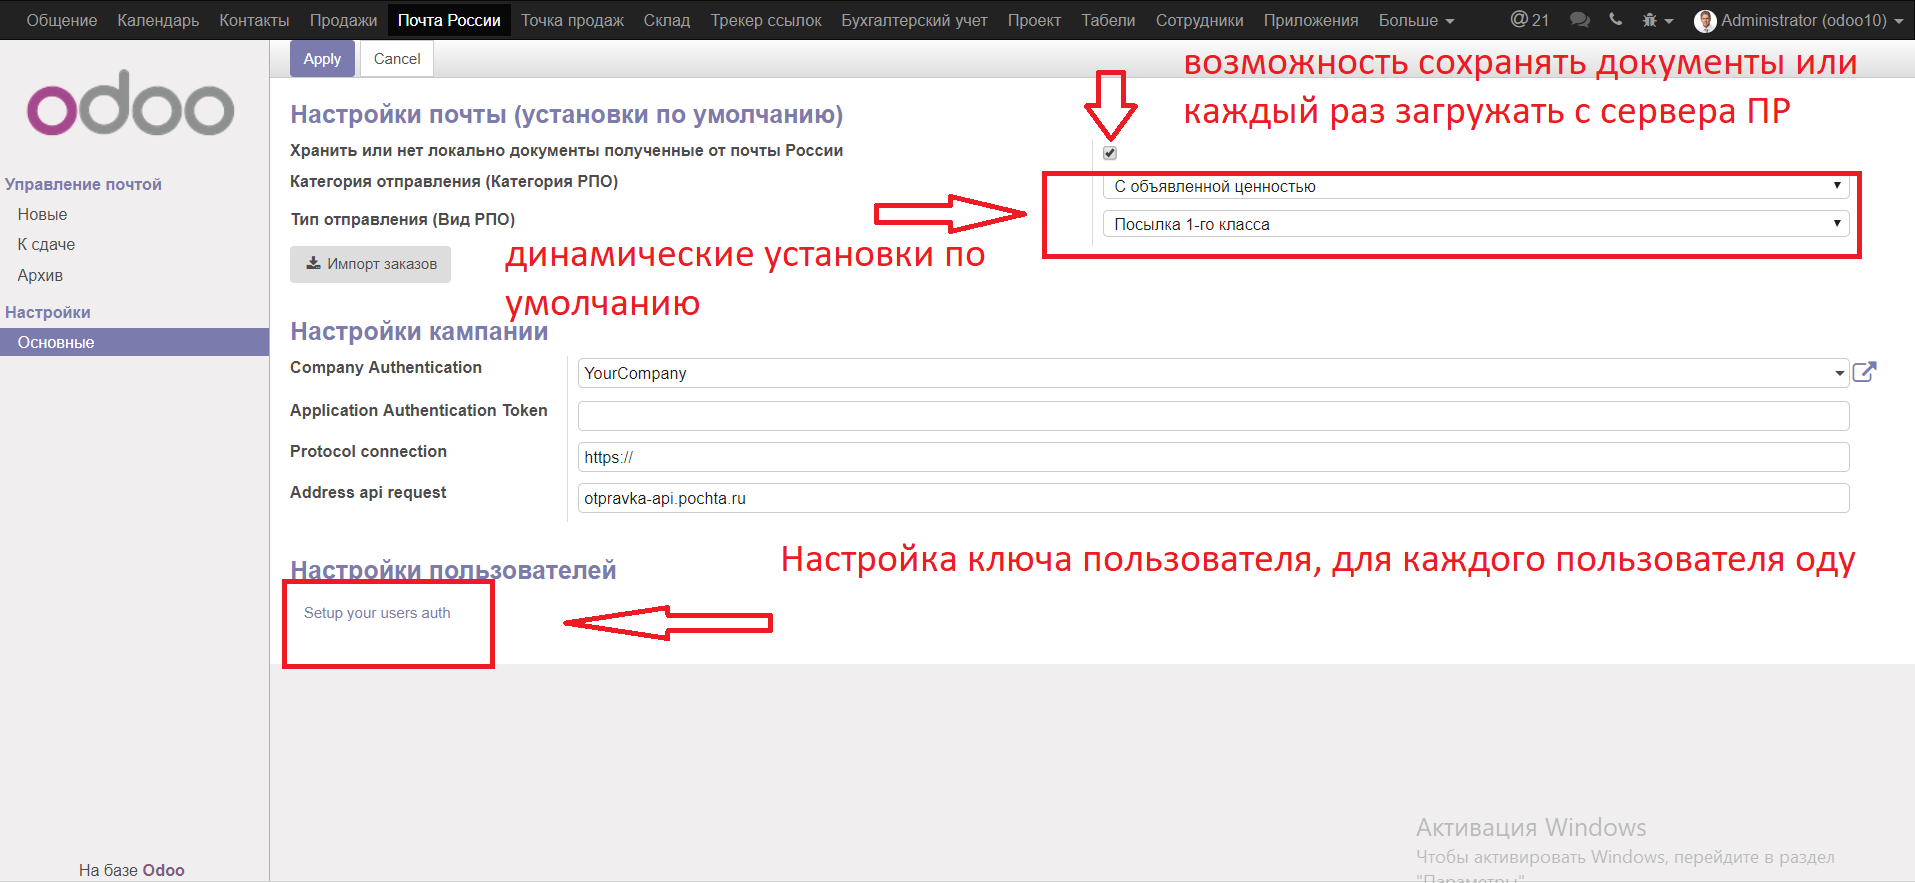 Общение Календарь Контакты Продажи Почта России Точка продаж Склад Трекер ссылок Бухгалтерский учет Проект Табели Сотрудники Приложения Больше @ 21 Administrator (odoo10)
Apply Cancel
возможность сохранять документы или
каждый раз загружать с сервера ПР
odoo
Настройки почты (установки по умолчанию)
Хранить или нет локально документы полученные от почты России
Категория отправления (Категория РПО) С объявленной ценностью
Тип отправления (Вид РПО) Посылка 1-го класса
Импорт заказов
динамические установки по
умолчанию
Управление почтой
Новые
К сдаче
Архив
Настройки
Основные
Настройки кампании
Company Authentication YourCompany
Application Authentication Token
Protocol connection https://
Address api request otpravka-api.pochta.ru
Настройка ключа пользователя, для каждого пользователя оду
Настройки пользователей
Setup your users auth
Активация Windows
Чтобы активировать Windows, перейдите в раздел
"Параметры".
На базе Odoo